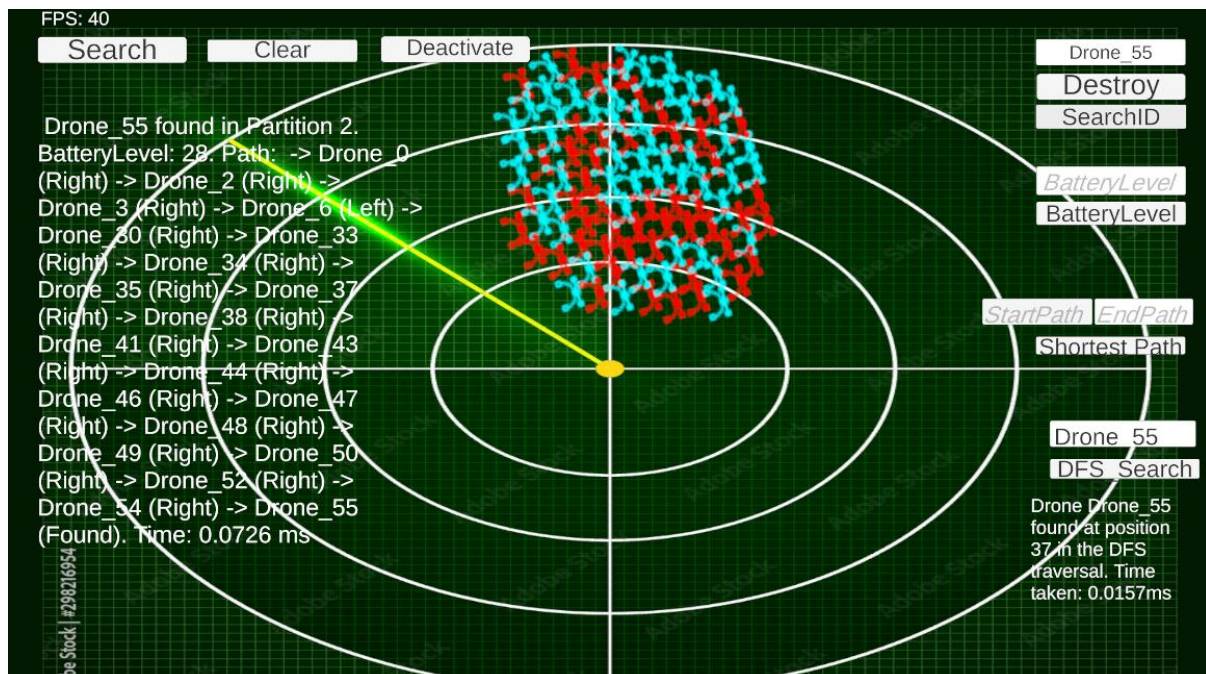 FPS: 40
Search
Clear
Deactivate
Drone_55 found in Partition 2.
BatteryLevel: 28. Path:  -> Drone_0
(Right) -> Drone_2 (Right) ->
Drone_3 (Right) -> Drone_6 (Left) ->
Drone_30 (Right) -> Drone_33
(Right) -> Drone_34 (Right) ->
Drone_35 (Right) -> Drone_37
(Right) -> Drone_38 (Right) ->
Drone_41 (Right) -> Drone_43
(Right) -> Drone_44 (Right) ->
Drone_46 (Right) -> Drone_47
(Right) -> Drone_48 (Right) ->
Drone_49 (Right) -> Drone_50
(Right) -> Drone_52 (Right) ->
Drone_54 (Right) -> Drone_55
(Found). Time: 0.0726 ms
Drone_55
Destroy
SearchID
BatteryLevel
BatteryLevel
StartPath
EndPath
Shortest Path
Drone_55
DFS_Search
Drone Drone_55
found at position
37 in the DFS
traversal. Time
taken: 0.0157ms
be Stock | #298216954